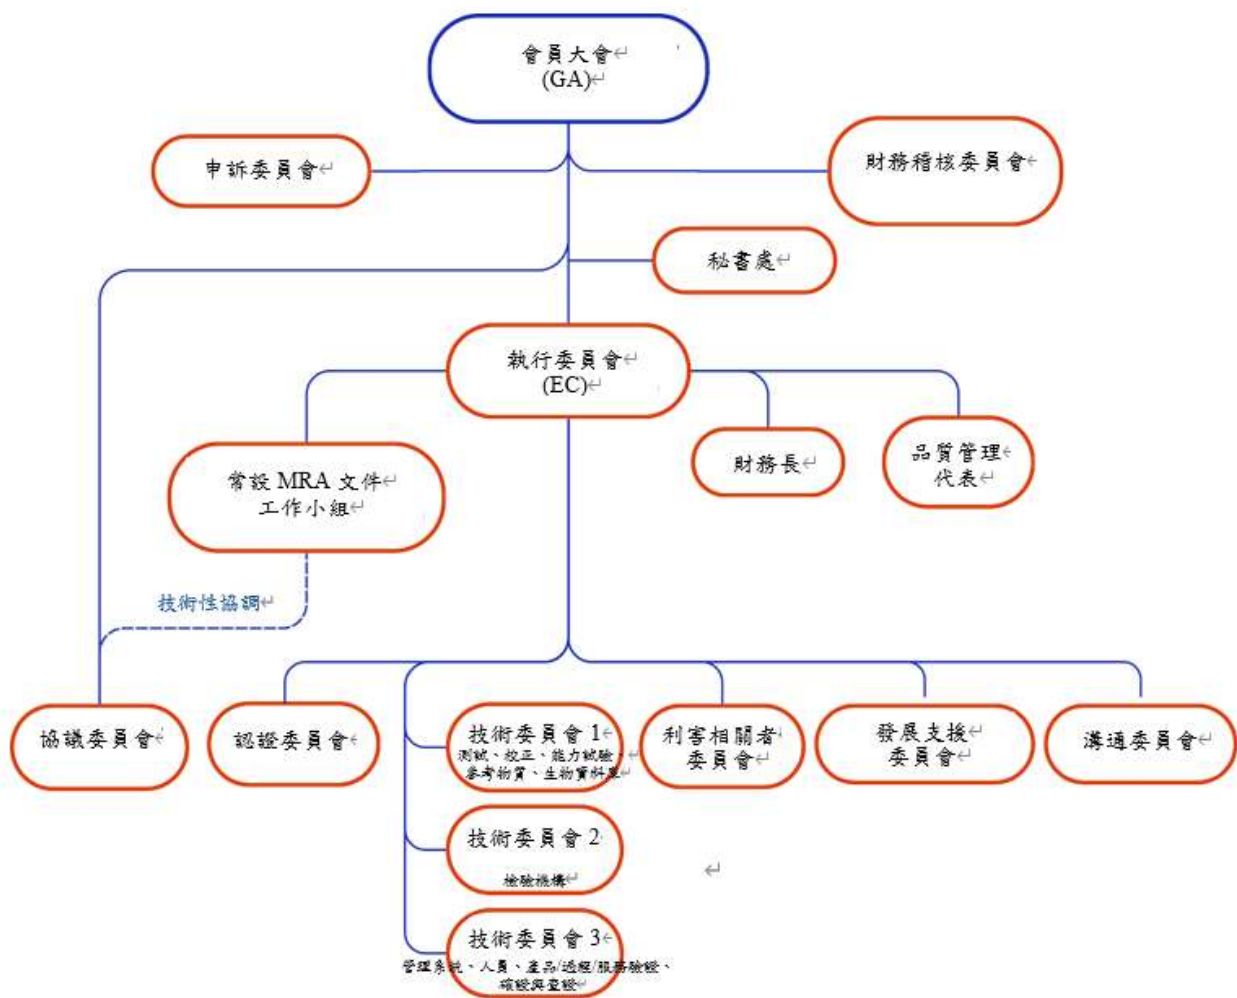 會員大會
(GA)
申訴委員會
財務稽核委員會
秘書處
執行委員會
(EC)
常設 MRA 文件
工作小組
財務長
品質管理
代表
技術性協調
協議委員會
認證委員會
技術委員會 1
測試、校正、能力試驗、
參考物質、生物資料庫
利害相關者
委員會
發展支援
委員會
溝通委員會
技術委員會 2
檢驗機構
技術委員會 3
管理系統、人員、產品/過程/服務驗證、
確證與查證